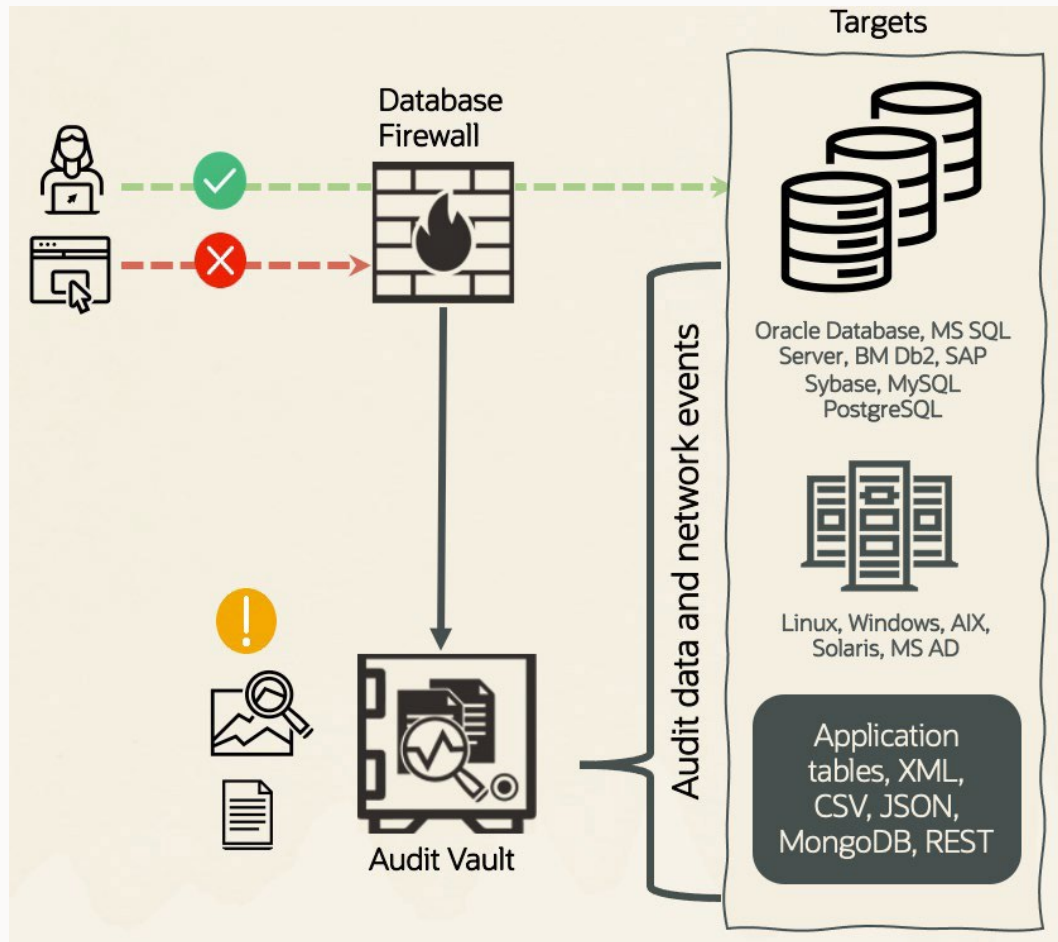 Targets
Database
Firewall
Oracle Database, MS SQL
Server, BM Db2, SAP
Sybase, MySQL
PostgreSQL
Audit data and network events
Linux, Windows, AIX,
Solaris, MS AD
Application
tables, XML,
CSV, JSON,
MongoDB, REST
Audit Vault